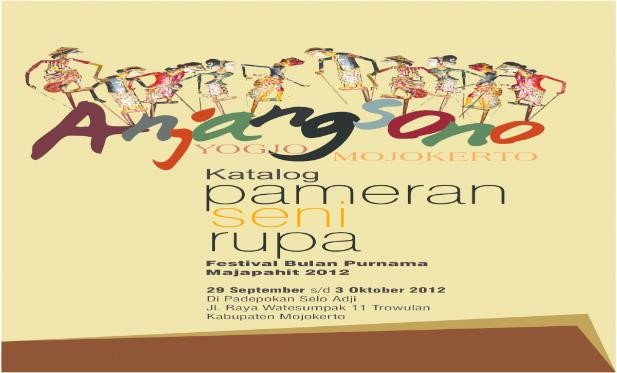 Anjangsono
YOGJO MOJOKERTO
Katalog
pameran
seni
rupa
Festival Bulan Purnama
Majapahit 2012
29 September s/d 3 Oktober 2012
Di Padepokan Selo Adji
Jl. Raya Watesumpak 11 Trowulan
Kabupaten Mojokerto